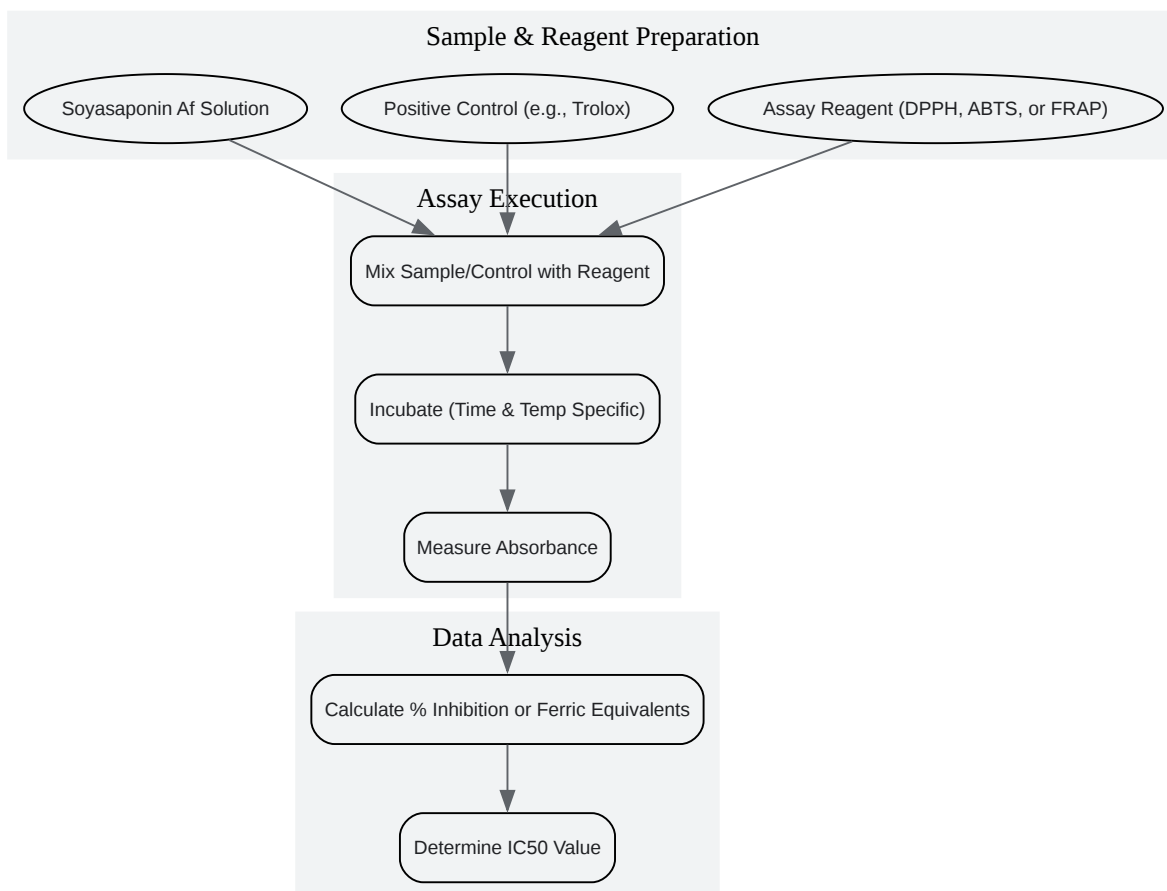 Sample & Reagent Preparation
Soyasaponin Af Solution
Positive Control (e.g., Trolox)
Assay Reagent (DPPH, ABTS, or FRAP)
Assay Execution
Mix Sample/Control with Reagent
Incubate (Time & Temp Specific)
Measure Absorbance
Data Analysis
Calculate % Inhibition or Ferric Equivalents
Determine IC50 Value